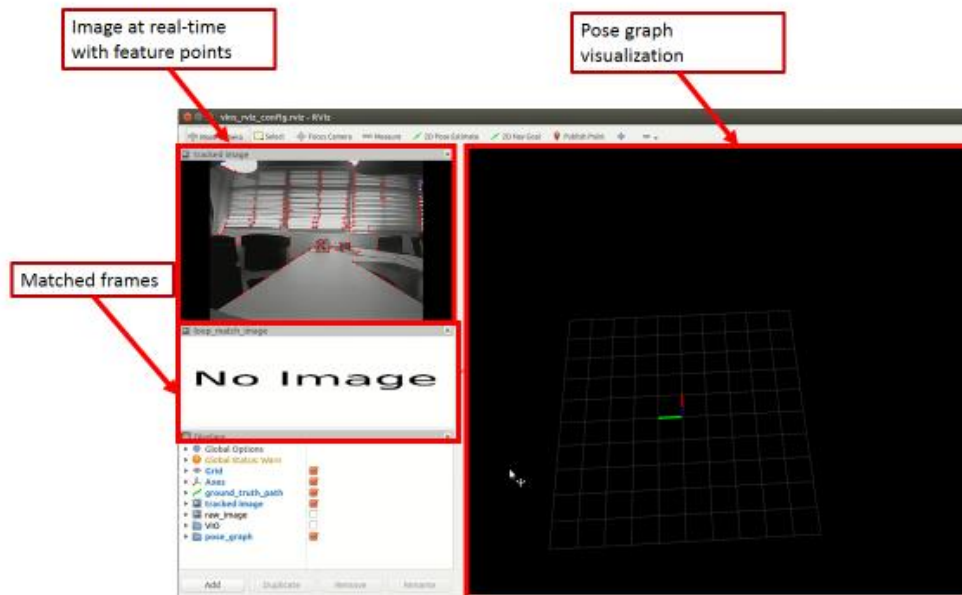 Image at real-time
with feature points
Pose graph
visualization
Matched frames
vins_rviz_config.rviz - RViz
Select
Focus Camera
Measure
2D Pose Estimate
2D Nav Goal
Publish Point
tracked image
loop_match_image
No Image
Displays
Global Options
Global Status: Warn
Grid
Axes
ground_truth_path
tracked image
raw_image
VIO
pose_graph
Add
Duplicate
Remove
Rename